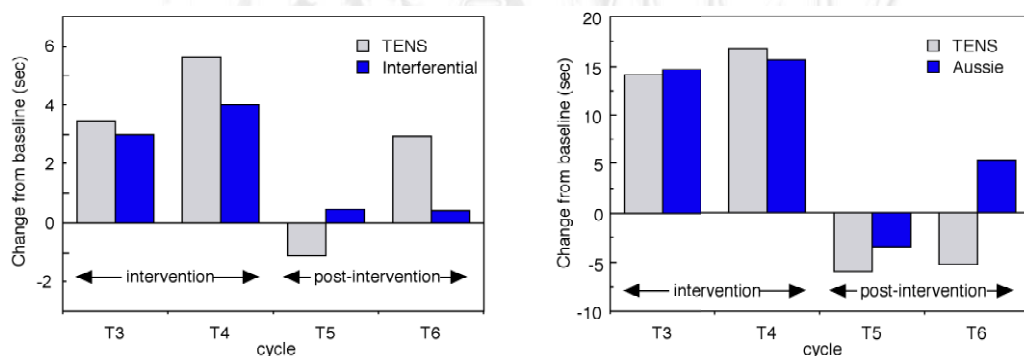 Change from baseline (sec)
6
4
2
0
-2
TENS
Interferential
intervention
post-intervention
T3 T4 T5 T6
cycle
Change from baseline (sec)
20
15
10
5
0
-5
-10
TENS
Aussie
intervention
post-intervention
T3 T4 T5 T6
cycle